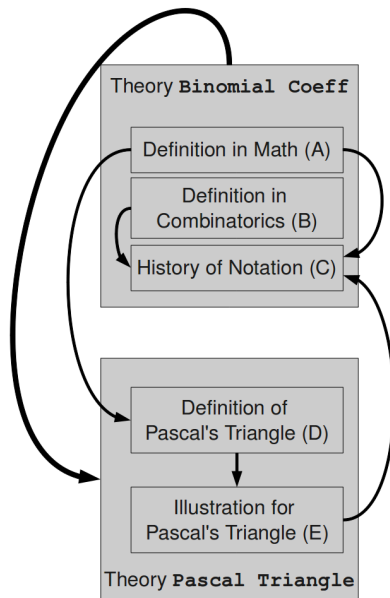 Theory Binomial Coeff
Definition in Math (A)
Definition in
Combinatorics (B)
History of Notation (C)
Definition of
Pascal's Triangle (D)
Illustration for
Pascal's Triangle (E)
Theory Pascal Triangle